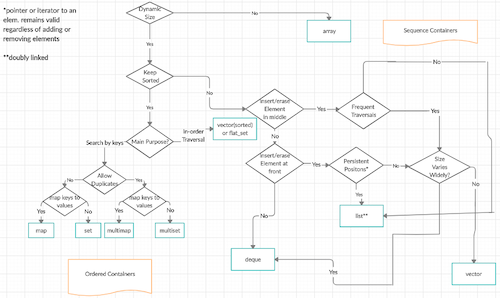 *pointer or iterator to an
elem. remains valid
regardless of adding or
removing elements
**doubly linked
Dynamic
Size
No
array
Sequence Containers
Yes
Keep
Sorted
No
No
insert/erase
Element
in middle
Yes
Frequent
Traversals
Yes
Yes
Main Purpose?
In-order
Traversal
vector(sorted)
or flat_set
No
Search by keys
insert/erase
Element at
front
Yes
Persistent
Positons*
No
Size
Varies
Widely?
No
Allow
Duplicates
Yes
map keys to
values
map keys to
values
Yes
Yes
No
Yes
No
No
list**
map
set
multimap
multiset
deque
Yes
vector
Ordered Containers